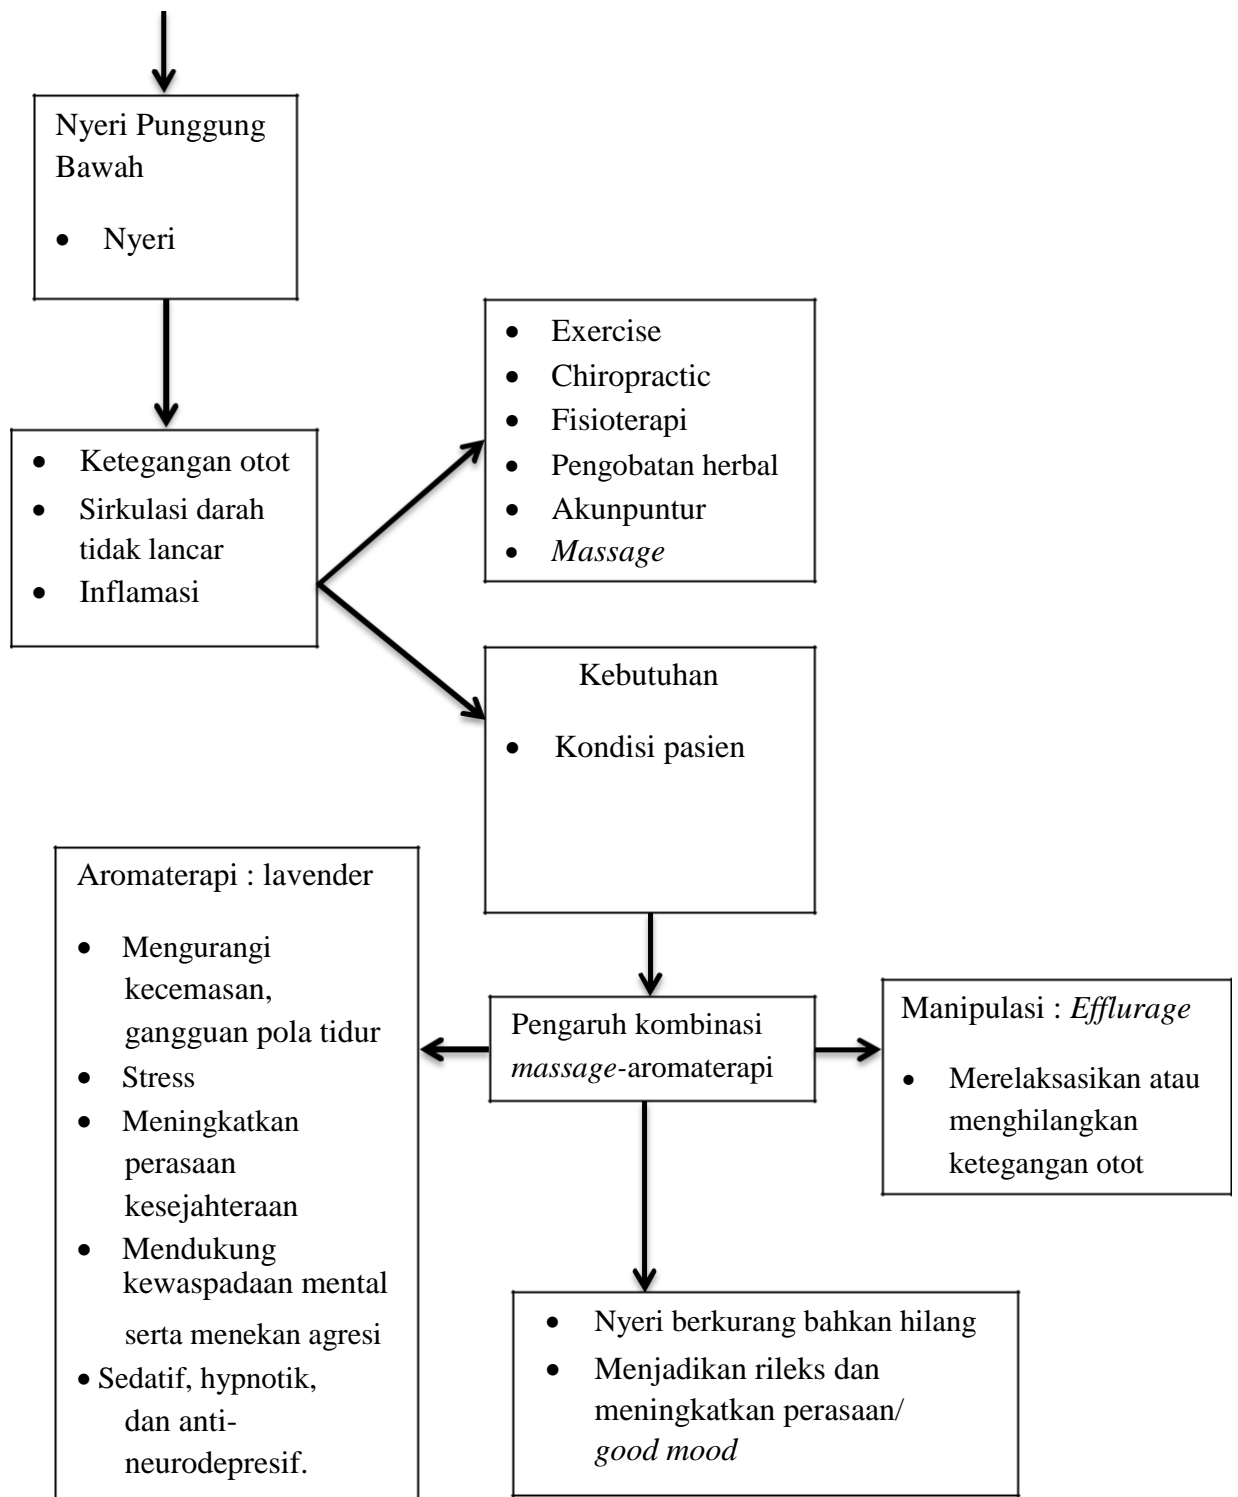 Nyeri Punggung
Bawah
• Nyeri
• Ketegangan otot
• Sirkulasi darah
tidak lancar
• Inflamasi
• Exercise
• Chiropractic
• Fisioterapi
• Pengobatan herbal
• Akunpuntur
• Massage
Kebutuhan
• Kondisi pasien
Aromaterapi : lavender
• Mengurangi
kecemasan,
gangguan pola tidur
• Stress
• Meningkatkan
perasaan
kesejahteraan
• Mendukung
kewaspadaan mental
serta menekan agresi
• Sedatif, hypnotik,
dan anti-
neurodepresif.
Pengaruh kombinasi
massage-aromaterapi
Manipulasi : Efflurage
• Merelaksasikan atau
menghilangkan
ketegangan otot
• Nyeri berkurang bahkan hilang
• Menjadikan rileks dan
meningkatkan perasaan/
good mood